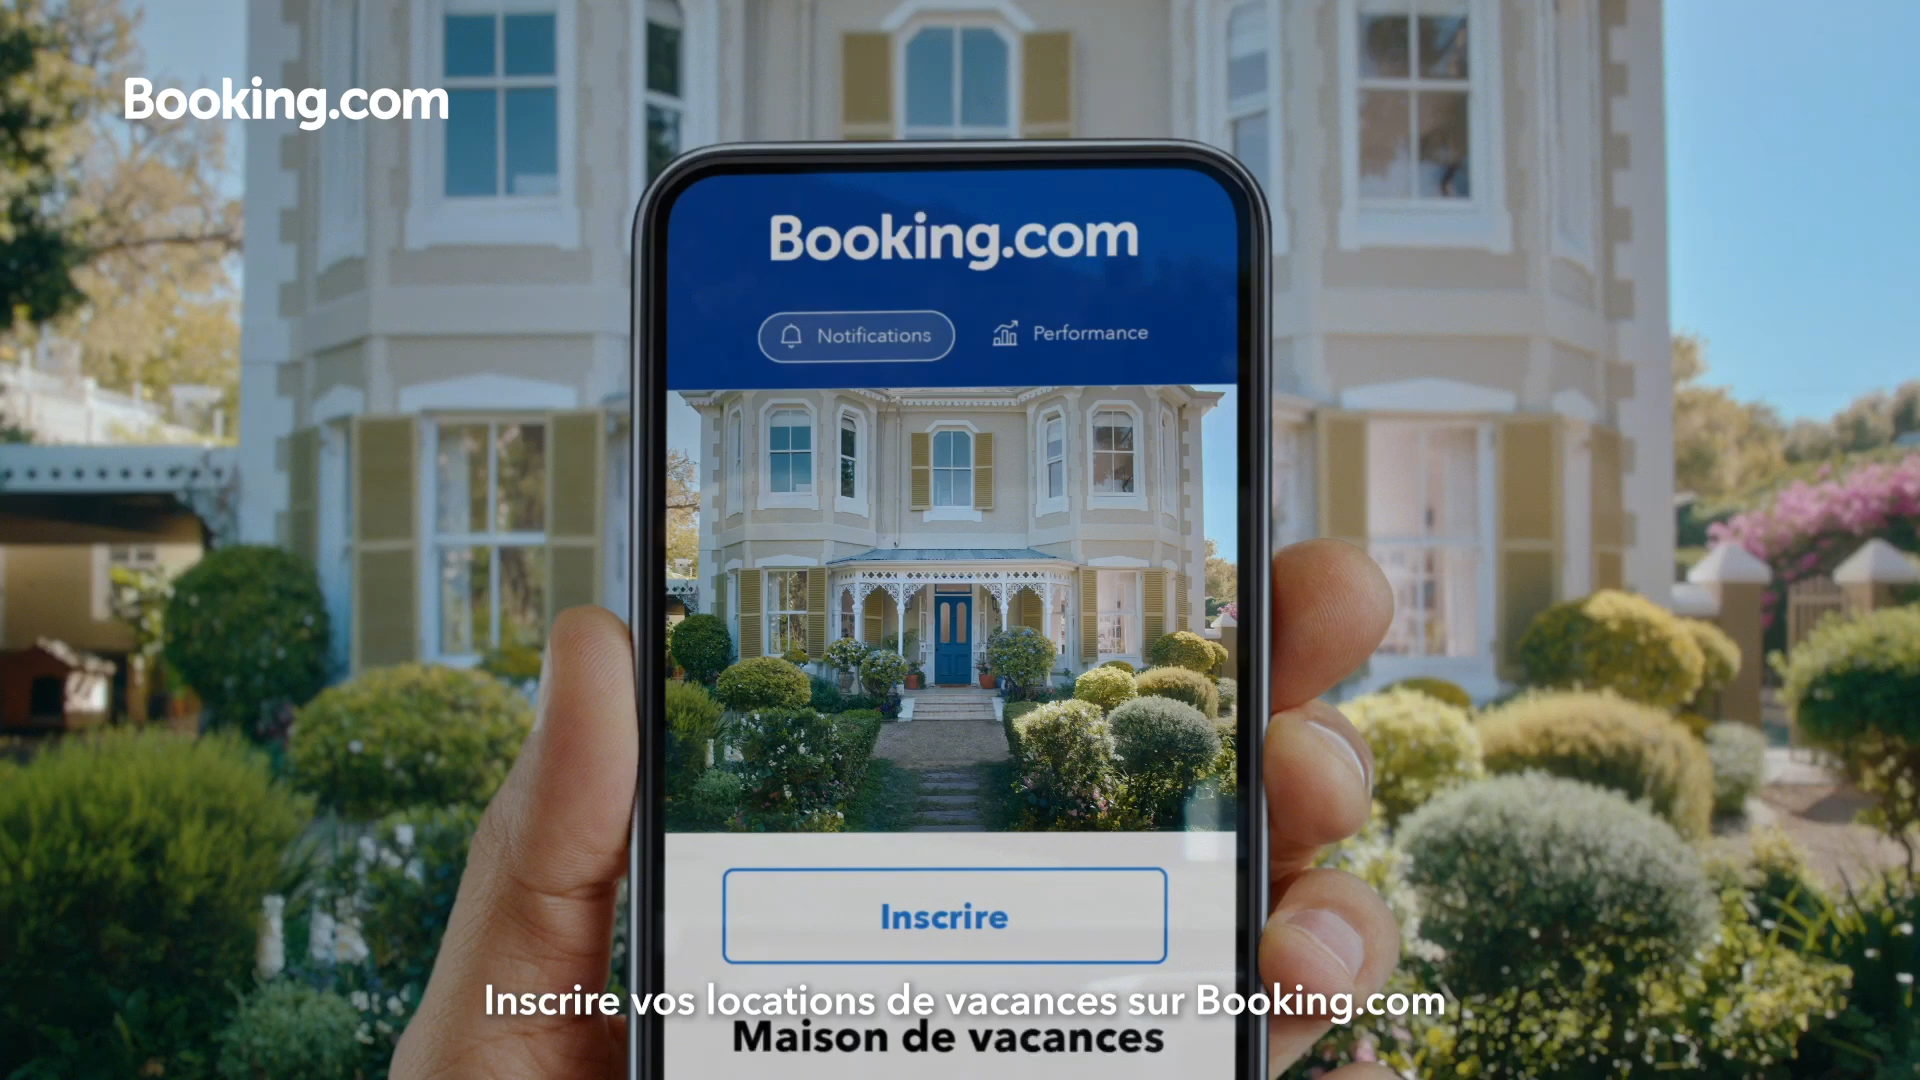 Booking.com
Booking.com
Notifications
Performance
Inscrire
Inscrire vos locations de vacances sur Booking.com
Maison de vacances